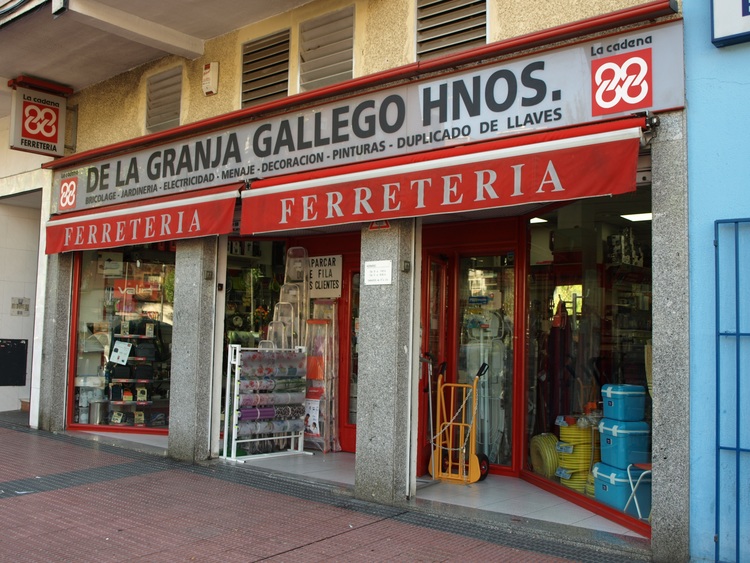 La cadena
88
FERRETERIA
DE LA GRANJA GALLEGO HNOS.
BRICOLAGE - JARDINERIA - ELECTRICIDAD - MENAJE - DECORACION - PINTURAS - DUPLICADO DE LLAVES
La cadena
88
88
FERRETERIA
FERRETERIA
APARCAR
FILA
CLIENTES